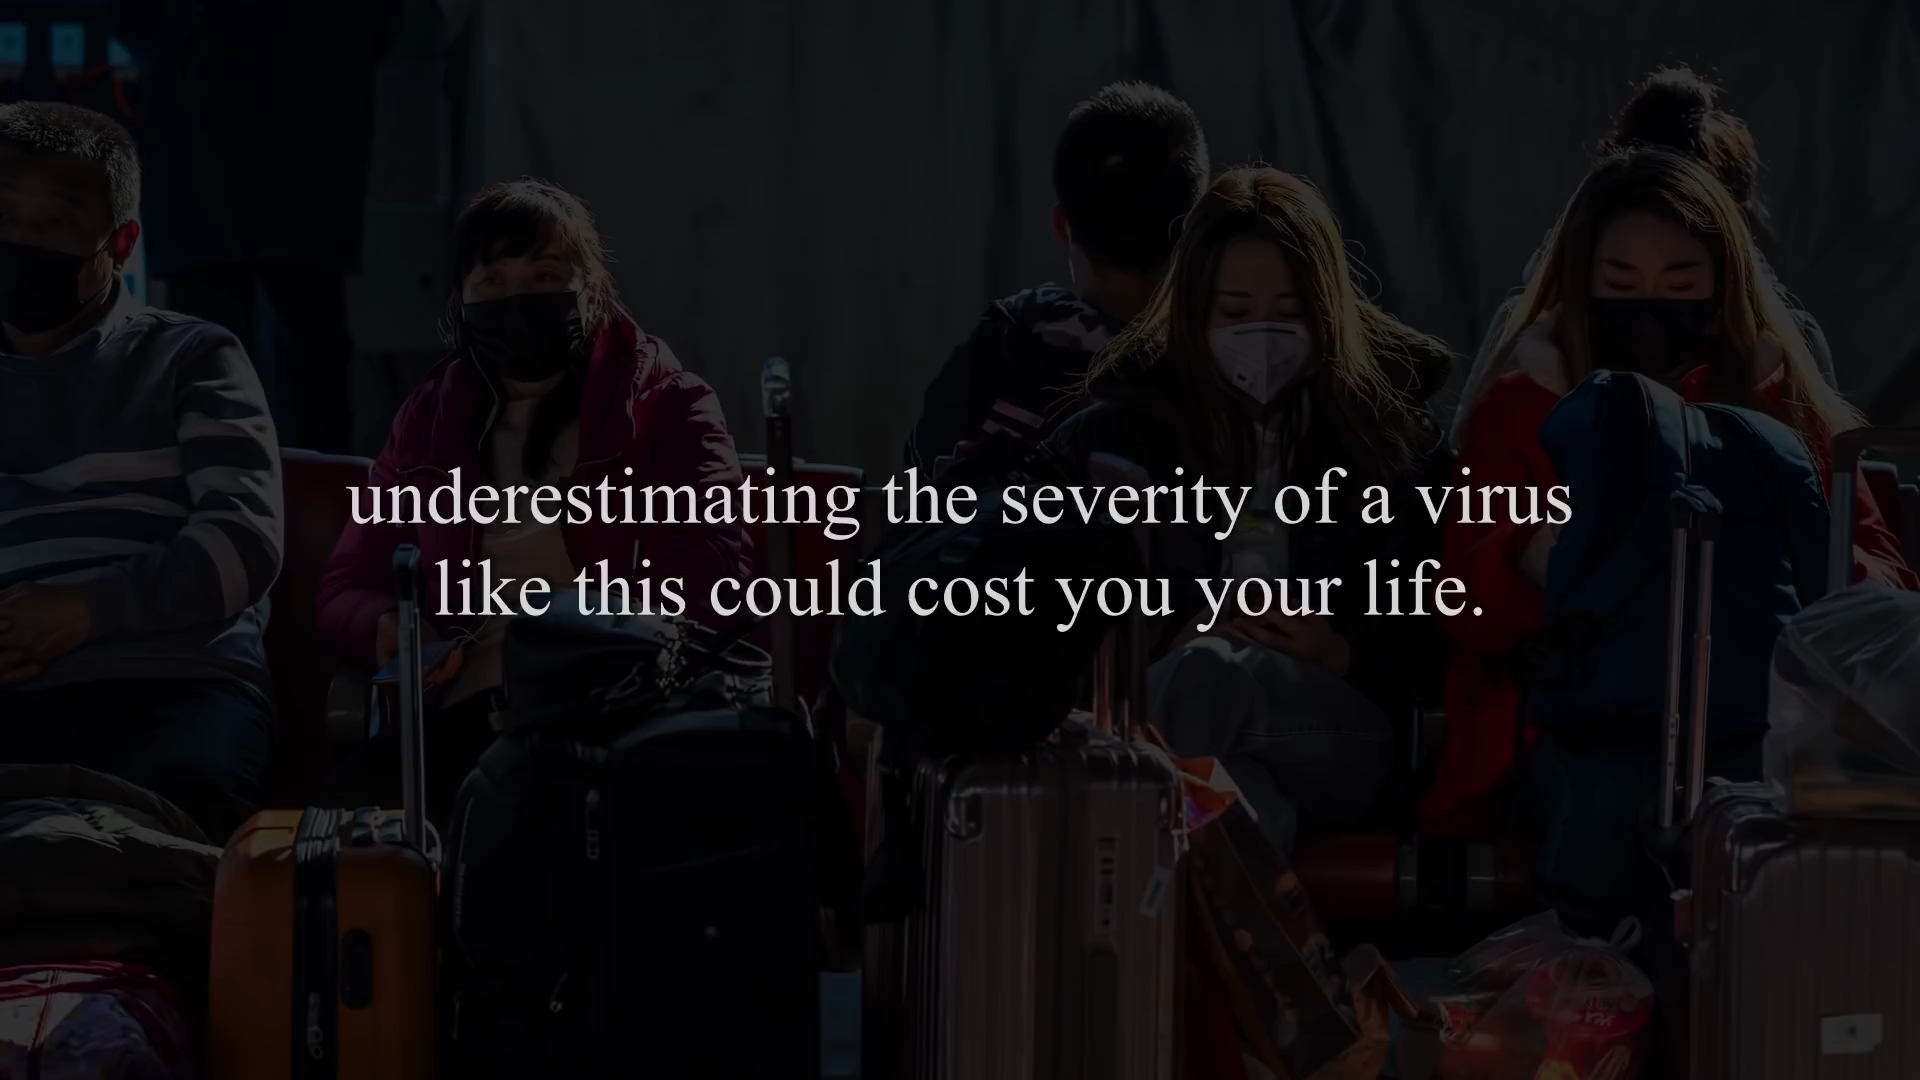 underestimating the severity of a virus
like this could cost you your life.